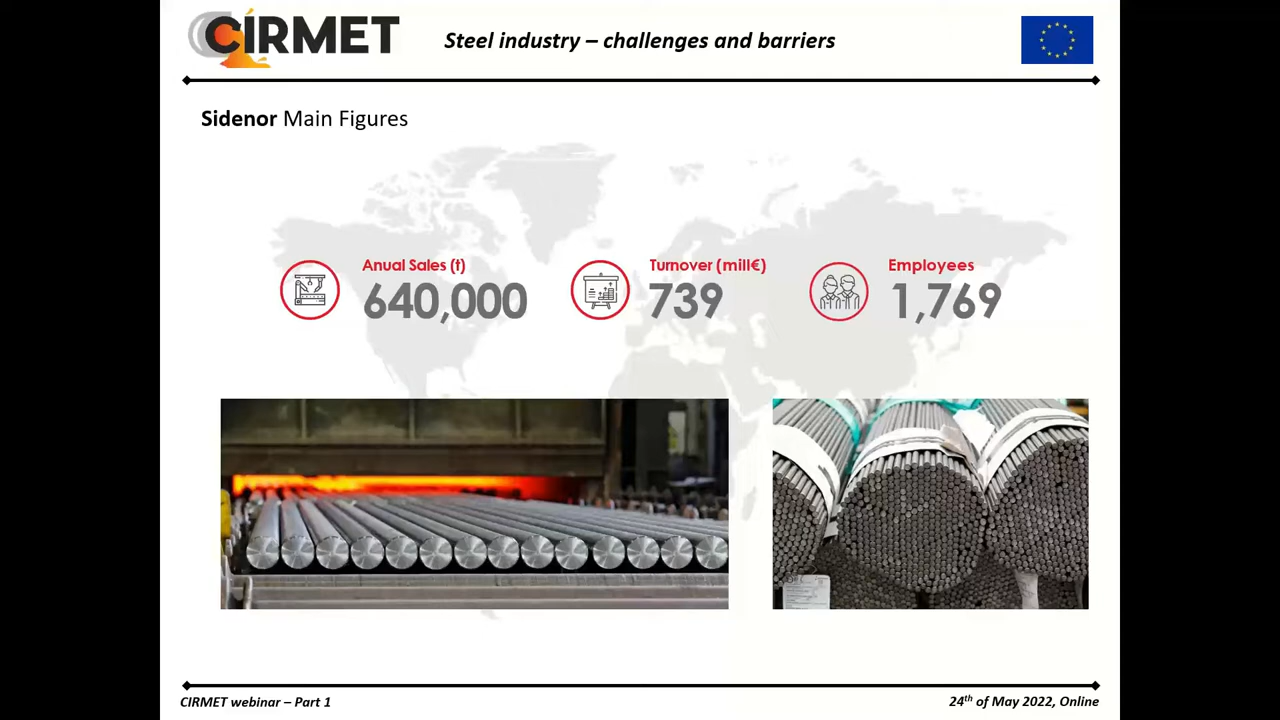 CÍRMET
Steel industry – challenges and barriers
Sidenor Main Figures
Anual Sales (t)
640,000
Turnover (mill€)
739
Employees
1,769
CIRMET webinar – Part 1
24th of May 2022, Online